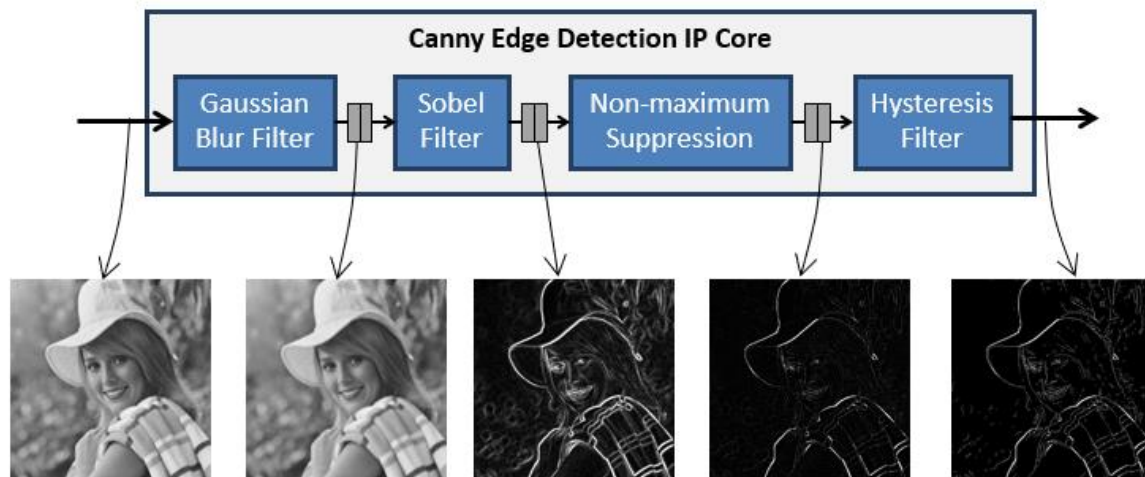 Canny Edge Detection IP Core
Gaussian
Blur Filter
Sobel
Filter
Non-maximum
Suppression
Hysteresis
Filter